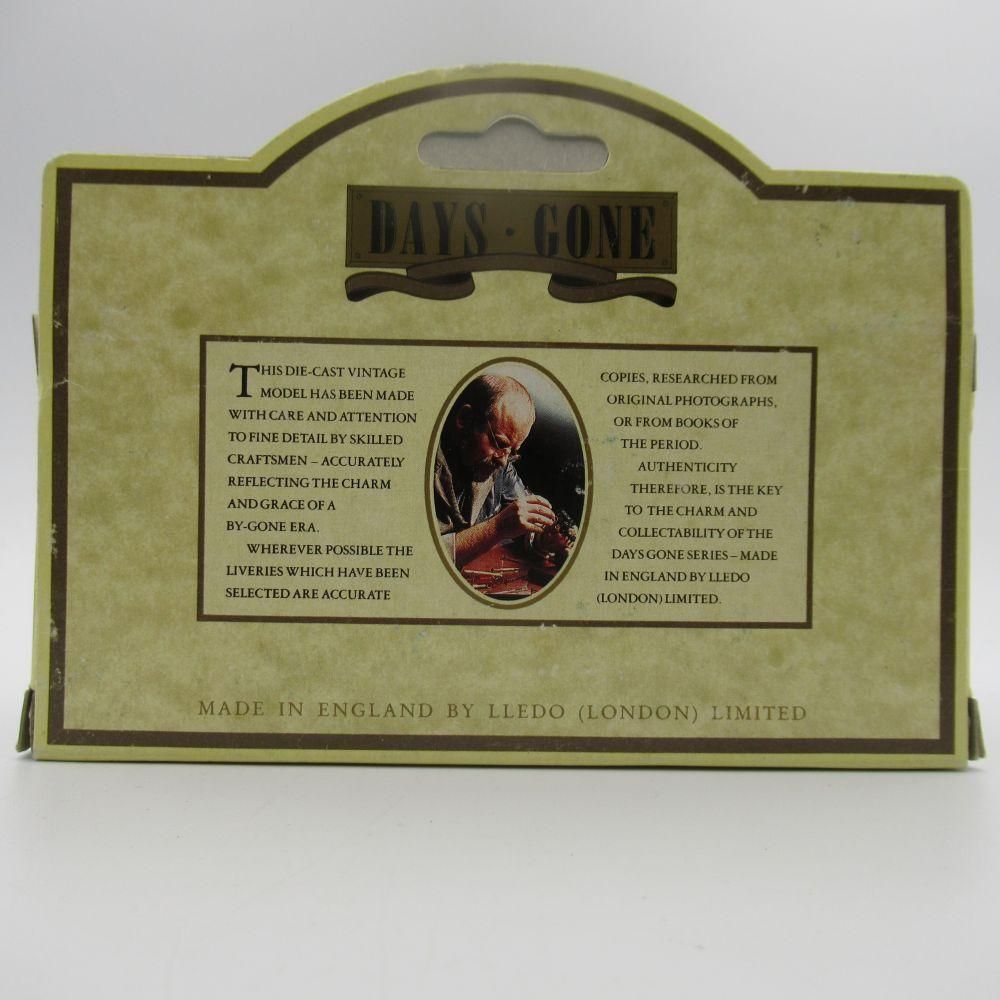 DAYS · GONE
THIS DIE-CAST VINTAGE
MODEL HAS BEEN MADE
WITH CARE AND ATTENTION
TO FINE DETAIL BY SKILLED
CRAFTSMEN – ACCURATELY
REFLECTING THE CHARM
AND GRACE OF A
BY-GONE ERA.
WHEREVER POSSIBLE THE
LIVERIES WHICH HAVE BEEN
SELECTED ARE ACCURATE
COPIES, RESEARCHED FROM
ORIGINAL PHOTOGRAPHS,
OR FROM BOOKS OF
THE PERIOD.
AUTHENTICITY
THEREFORE, IS THE KEY
TO THE CHARM AND
COLLECTABILITY OF THE
DAYS GONE SERIES – MADE
IN ENGLAND BY LLEDO
(LONDON) LIMITED.
MADE IN ENGLAND BY LLEDO (LONDON) LIMITED